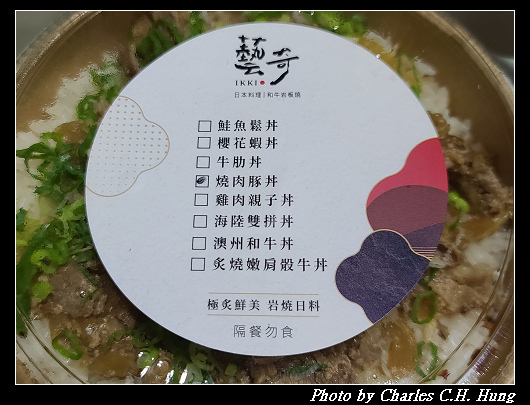 藝奇
IKKI
日本料理|和牛岩板燒
鮭魚鬆丼
櫻花蝦丼
牛肋丼
燒肉豚丼
雞肉親子丼
海陸雙拼丼
澳州和牛丼
炙燒嫩肩骰牛丼
極炙鮮美 岩燒日料
隔餐勿食
Photo by Charles C.H. Hung